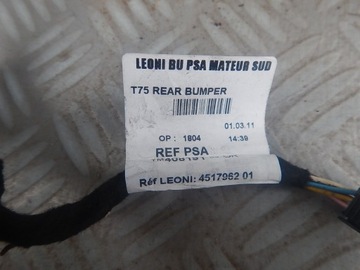 LEONI BU PSA MATEUR SUD
T75 REAR BUMPER
01.03.11
OP : 1804 14:39
REF PSA
Réf LEONI: 4517962 01